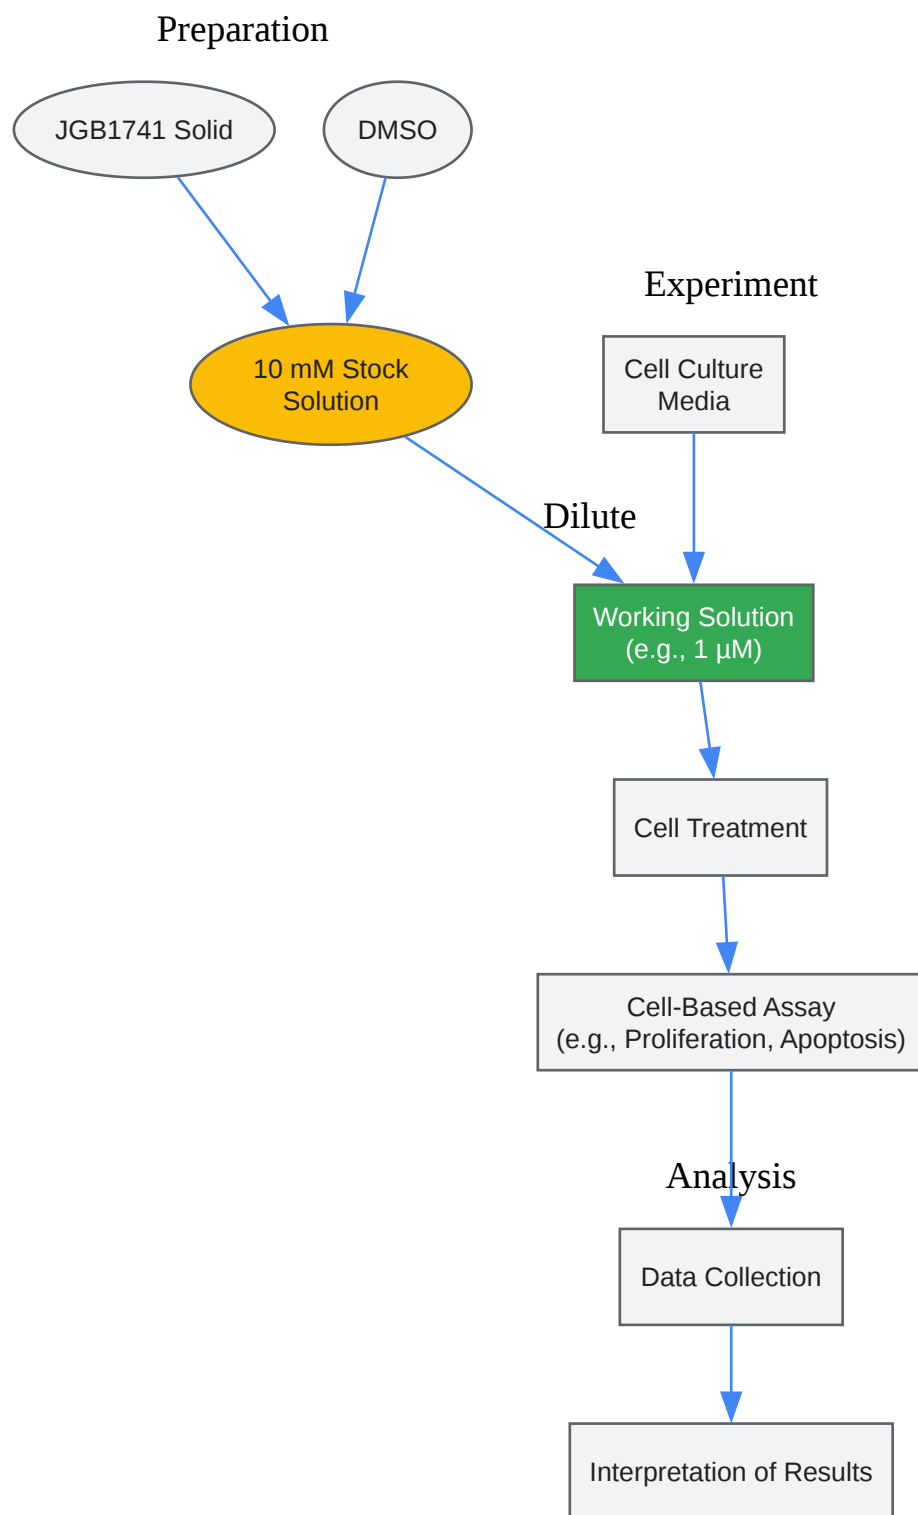 Preparation
JGB1741 Solid
DMSO
Experiment
10 mM Stock
Solution
Cell Culture
Media
Dilute
Working Solution
(e.g., 1 µM)
Cell Treatment
Cell-Based Assay
(e.g., Proliferation, Apoptosis)
Analysis
Data Collection
Interpretation of Results